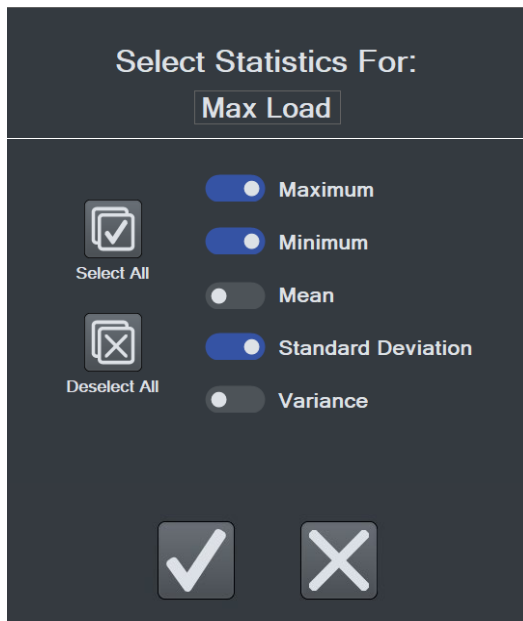 Select Statistics For:
Max Load
Maximum
Minimum
Select All
Mean
Standard Deviation
Deselect All
Variance